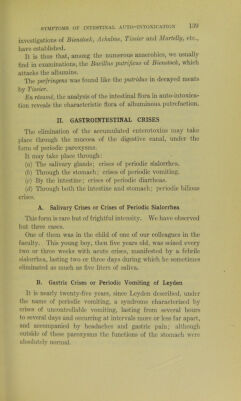 SYMPTOMS OF INTESTINAL AUTO-INTOXICATION 139
investigations of Bienstock, Achalme, Tissier and Martelly, etc.,
have established.
It is thus that, among the numerous anaerobies, we usually
find in examinations, the Bacillus putrificus of Bienstock, which
attacks the albumins.
The perfringens was found like the putridus in decayed meats
by Tissier.
En résumé, the analysis of the intestinal flora in auto-intoxica-
tion reveals the characteristic flora of albuminous putrefaction.
II. GASTROINTESTINAL CRISES
The elimination of the accumulated enterotoxins may take
place through the mucosa of the digestive canal, under the
form of periodic paroxysms.
It may take place through:
(a) The salivary glands; crises of periodic sialorrhea.
(b) Through the stomach; crises of periodic vomiting.
(c) By the intestine; crises of periodic diarrheas.
(d) Through both the intestine and stomach; periodic bilious
crises.
A. Salivary Crises or Crises of Periodic Sialorrhea
This form is rare but of frightful intensity. We have observed
but three cases.
One of them was in the child of one of our colleagues in the
faculty. This young boy, then five years old, was seized every
two or three weeks with acute crises, manifested by a febrile
sialorrhea, lasting two or three days during which he sometimes
eliminated as much as five liters of saliva.
B. Gastric Crises or Periodic Vomiting of Leyden
It is nearly twenty-five years, since Leyden described, under
the name of periodic vomiting, a syndrome characterized by
crises of uncontrollable vomiting, lasting from several hours
to several days and occurring at intervals more or less far apart,
and accompanied by headaches and gastric pain; although
outside of these paroxysms the functions of the stomach were
absolutely normal.